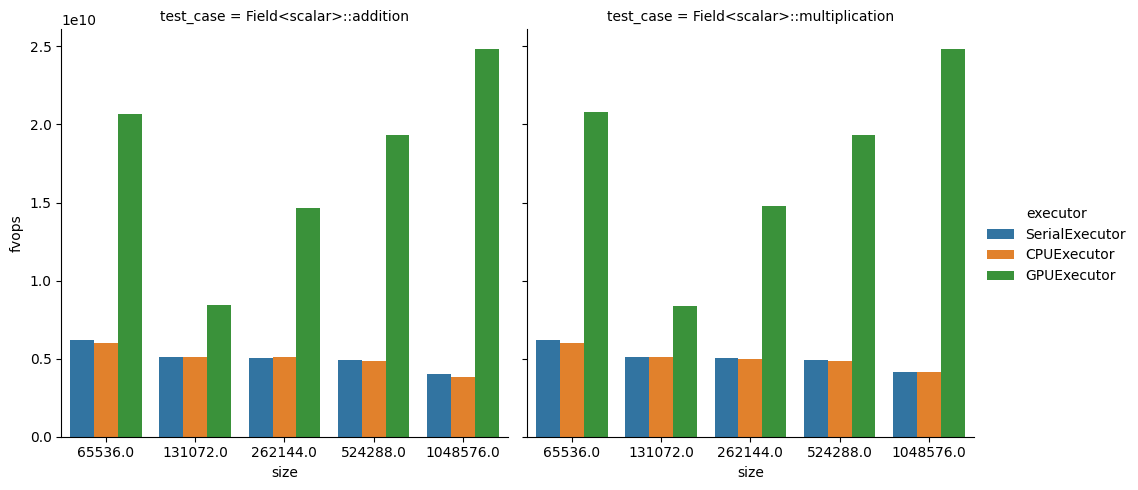 1e10
test_case = Field<scalar>::addition
test_case = Field<scalar>::multiplication
2.5
2.0
1.5
1.0
0.5
0.0
fvops
65536.0 131072.0 262144.0 524288.0 1048576.0
size
65536.0 131072.0 262144.0 524288.0 1048576.0
size
executor
SerialExecutor
CPUExecutor
GPUExecutor